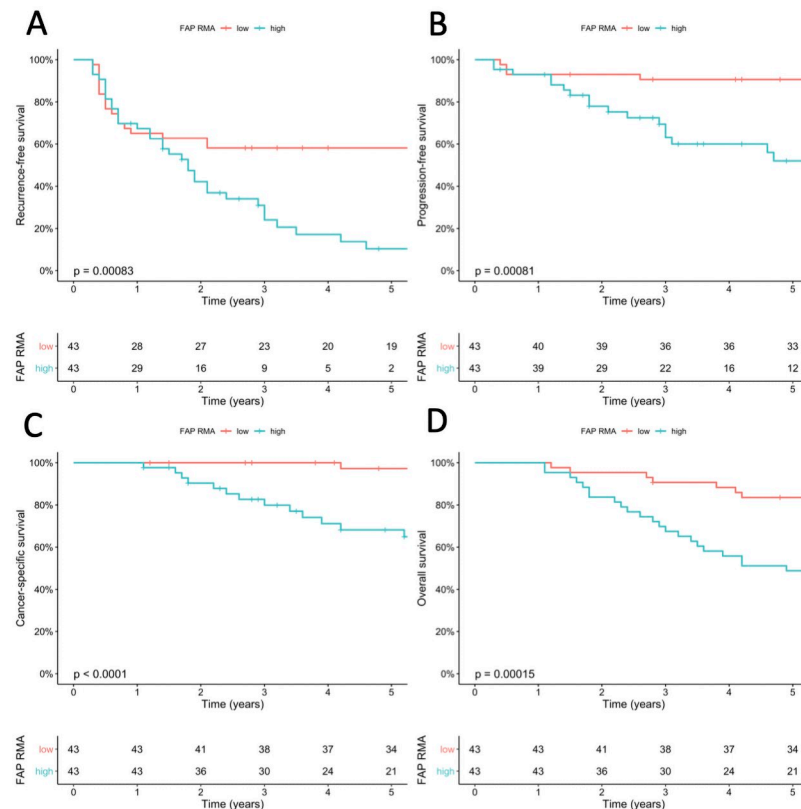 A
FAP RMA low high
Recurrence-free survival
100%
80%
60%
40%
20%
0%
p = 0.00083
0 1 2 3 4 5
Time (years)
FAP RMA
low 43 28 27 23 20 19
high 43 29 16 9 5 2
0 1 2 3 4 5
Time (years)
B
FAP RMA low high
Progression-free survival
100%
80%
60%
40%
20%
0%
p = 0.00081
0 1 2 3 4 5
Time (years)
FAP RMA
low 43 40 39 36 36 33
high 43 39 29 22 16 12
0 1 2 3 4 5
Time (years)
C
FAP RMA low high
Cancer-specific survival
100%
80%
60%
40%
20%
0%
p < 0.0001
0 1 2 3 4 5
Time (years)
FAP RMA
low 43 43 41 38 37 34
high 43 43 36 30 24 21
0 1 2 3 4 5
Time (years)
D
FAP RMA low high
Overall survival
100%
80%
60%
40%
20%
0%
p = 0.00015
0 1 2 3 4 5
Time (years)
FAP RMA
low 43 43 41 38 37 34
high 43 43 36 30 24 21
0 1 2 3 4 5
Time (years)